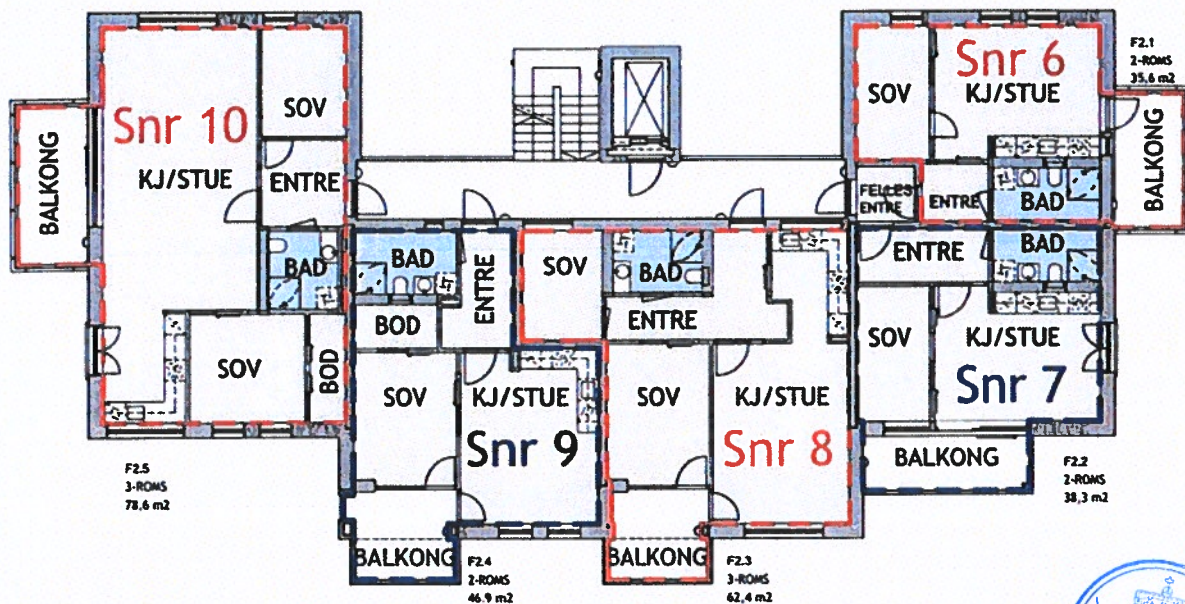 Snr 10
SOV
KJ/STUE
BALKONG
ENTRE
BAD
SOV
BOD
F2.5
3-ROMS
78,6 m2
BAD
BOD
ENTRE
SOV
KJ/STUE
Snr 9
BALKONG
F2.4
2-ROMS
46.9 m2
SOV
BAD
ENTRE
SOV
KJ/STUE
Snr 8
BALKONG
F2.3
3-ROMS
62,4 m2
SOV
Snr 6
KJ/STUE
F2.1
2-ROMS
35,6 m2
BALKONG
FELLES
ENTRE
ENTRE
BAD
ENTRE
BAD
SOV
KJ/STUE
Snr 7
BALKONG
F2.2
2-ROMS
38,3 m2